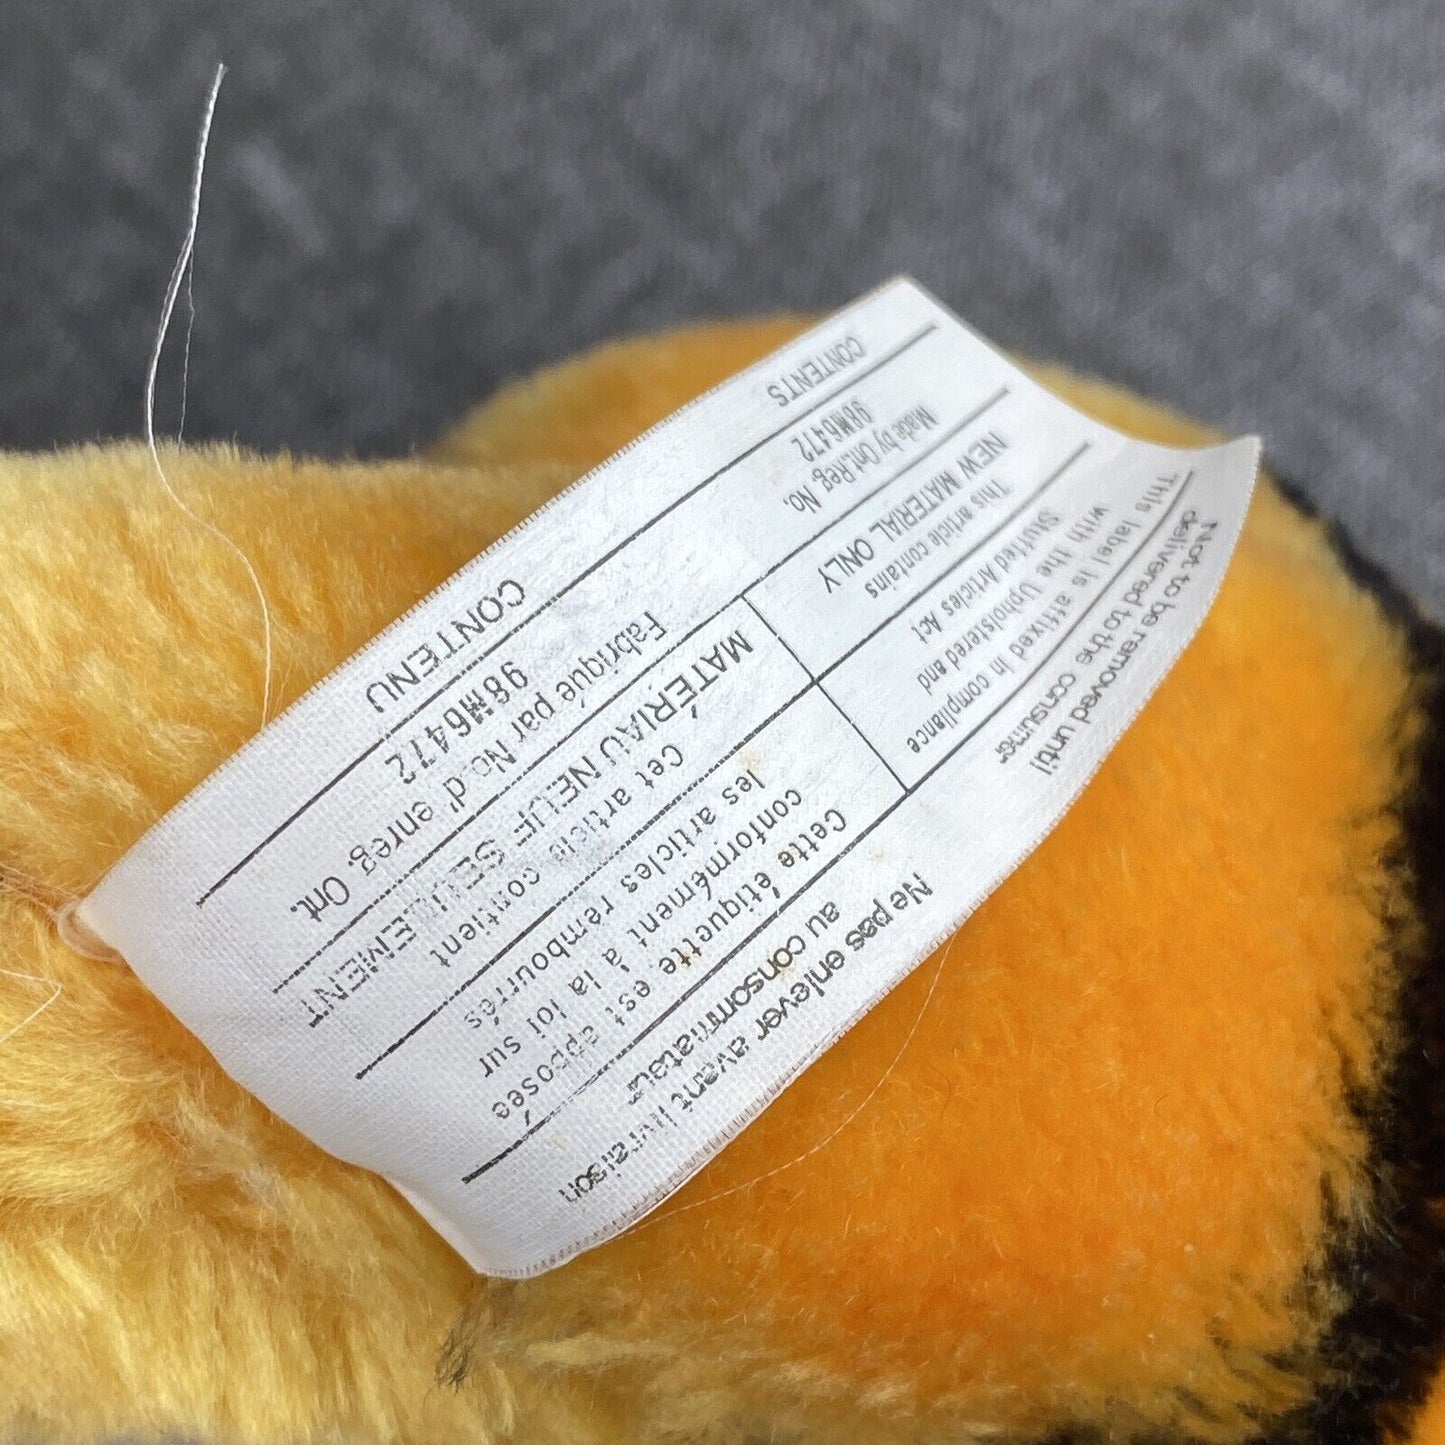 Not to be removed until
delivered to the consumer
This label is affixed in compliance
with the Upholstered and
Stuffed Articles Act
This article contains
NEW MATERIAL ONLY
Made by Ont.Reg. No.
98M6472
CONTENTS
Ne pas enlever avant livraison
au consommateur
Cette étiquette est apposée
conformément à la loi sur
les articles rembourrés
Cet article contient
MATÉRIAU NEUF SEULEMENT
Fabriqué par No.d'enreg. Ont.
98M6472
CONTENU